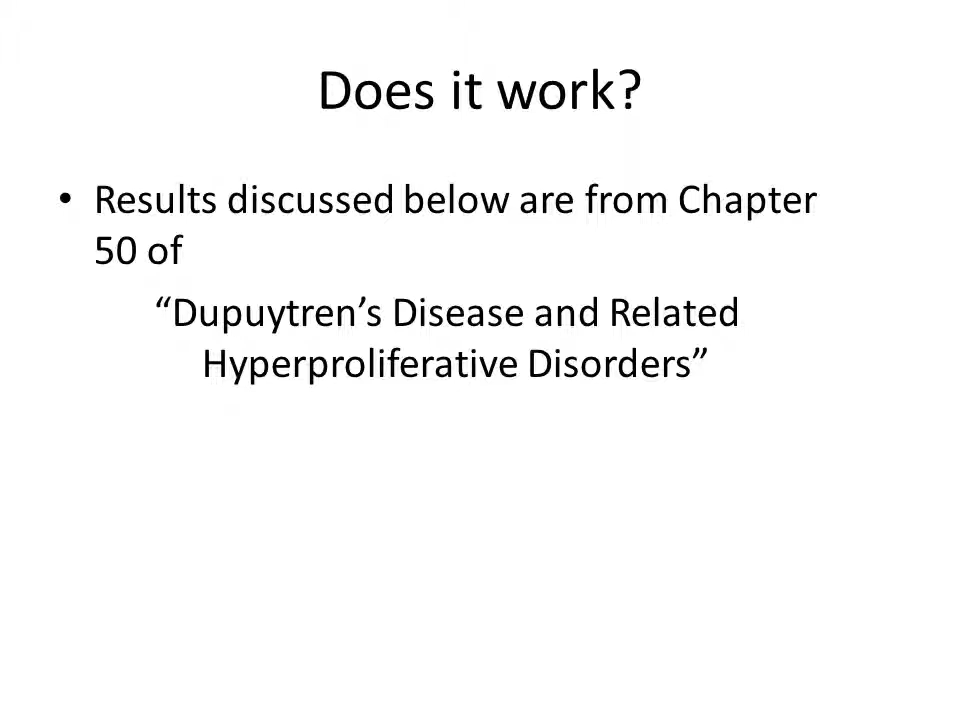 Does it work?
• Results discussed below are from Chapter
50 of
“Dupuytren’s Disease and Related
Hyperproliferative Disorders”